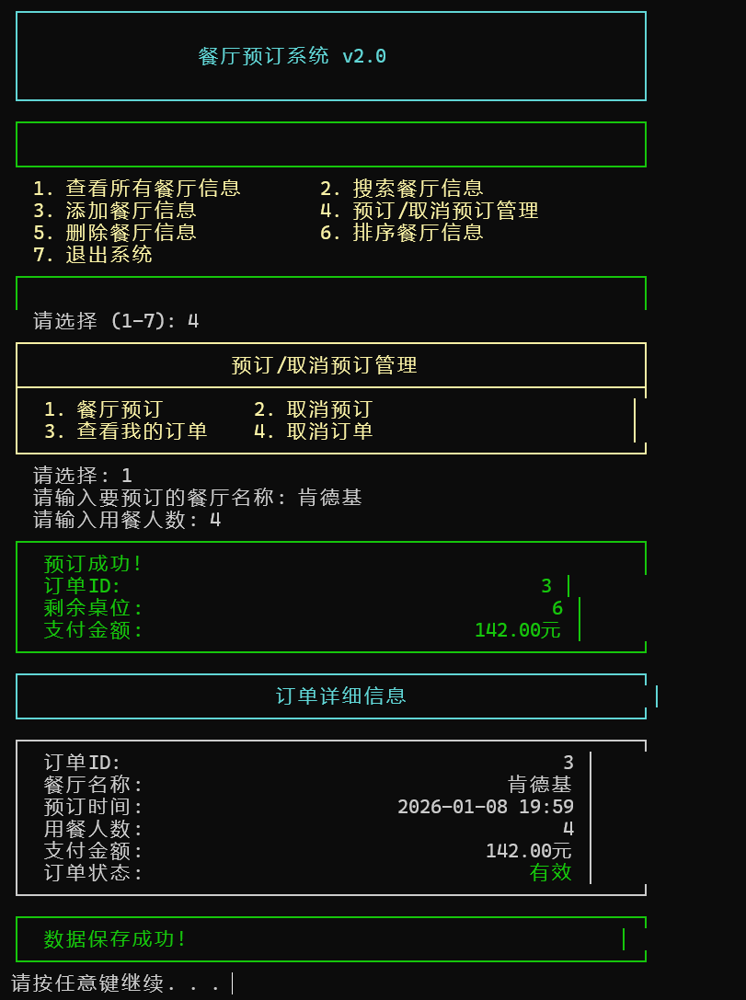 餐厅预订系统 v2.0
1. 查看所有餐厅信息 2. 搜索餐厅信息
3. 添加餐厅信息 4. 预订/取消预订管理
5. 删除餐厅信息 6. 排序餐厅信息
7. 退出系统
请选择 (1-7): 4
预订/取消预订管理
1. 餐厅预订 2. 取消预订
3. 查看我的订单 4. 取消订单
请选择: 1
请输入要预订的餐厅名称: 肯德基
请输入用餐人数: 4
预订成功!
订单ID: 3
剩余桌位: 6
支付金额: 142.00元
订单详细信息
订单ID: 3
餐厅名称: 肯德基
预订时间: 2026-01-08 19:59
用餐人数: 4
支付金额: 142.00元
订单状态: 有效
数据保存成功!
请按任意键继续. . .